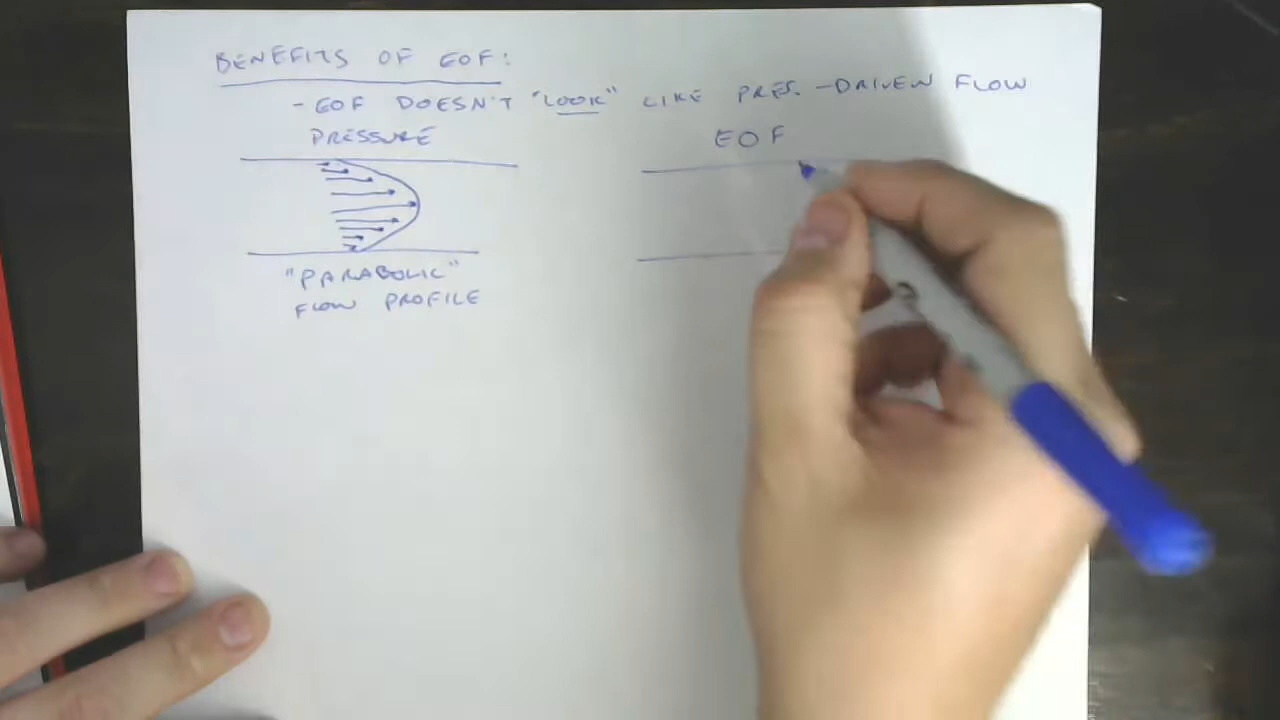 BENEFITS OF EOF:
- EOF DOESN'T "LOOK" LIKE PRES. -DRIVEN FLOW
PRESSURE
EOF
"PARABOLIC"
FLOW PROFILE